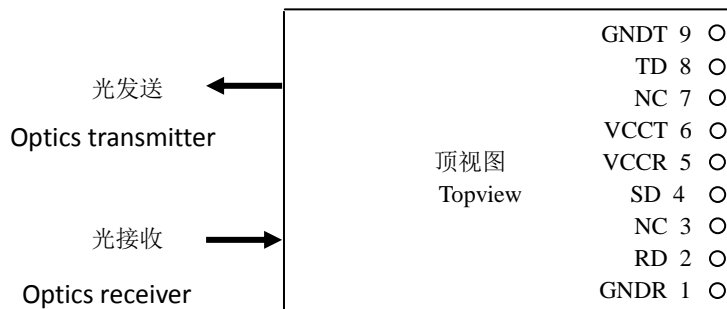 光发送
Optics transmitter
光接收
Optics receiver
顶视图
Topview
GNDT 9
TD 8
NC 7
VCCT 6
VCCR 5
SD 4
NC 3
RD 2
GNDR 1